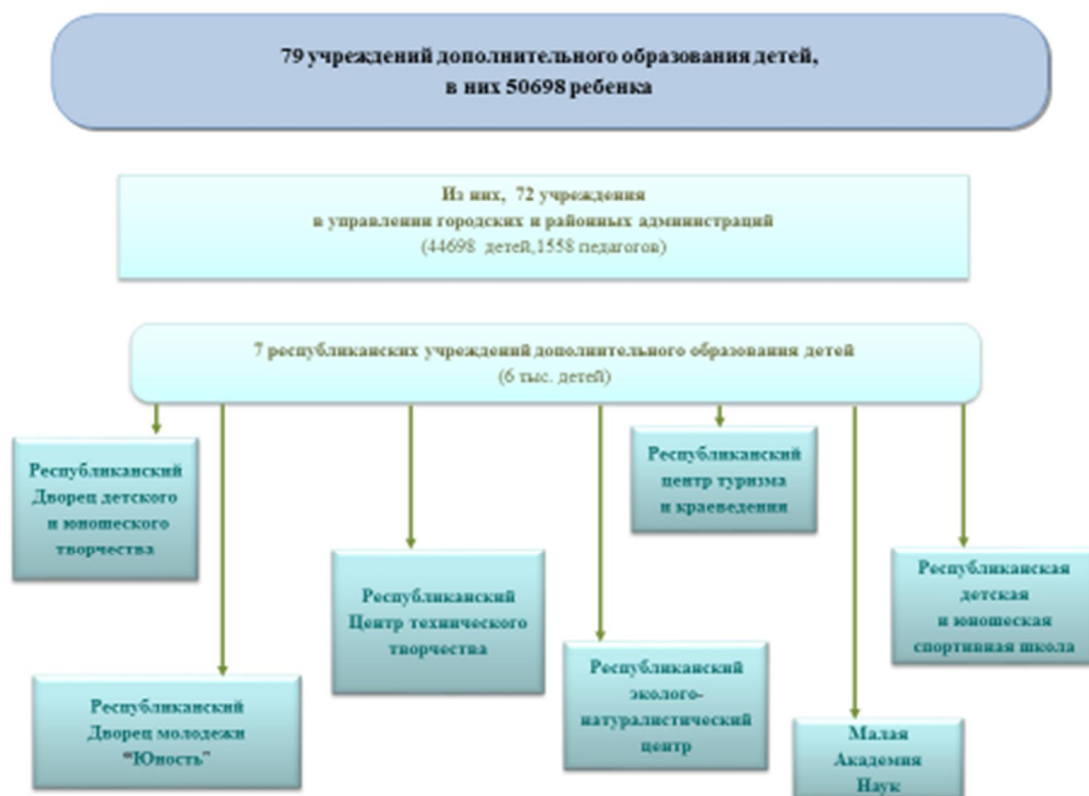 79 учреждений дополнительного образования детей,
в них 50698 ребенка
Из них, 72 учреждения
в управлении городских и районных администраций
(44698 детей,1558 педагогов)
7 республиканских учреждений дополнительного образования детей
(6 тыс. детей)
Республиканский
Дворец детского
и юношеского
творчества
Республиканский
Дворец молодежи
“Юность”
Республиканский
Центр технического
творчества
Республиканский
эколого-
натуралистический
центр
Республиканский
центр туризма
и краеведения
Малая
Академия
Наук
Республиканская
детская
и юношеская
спортивная школа